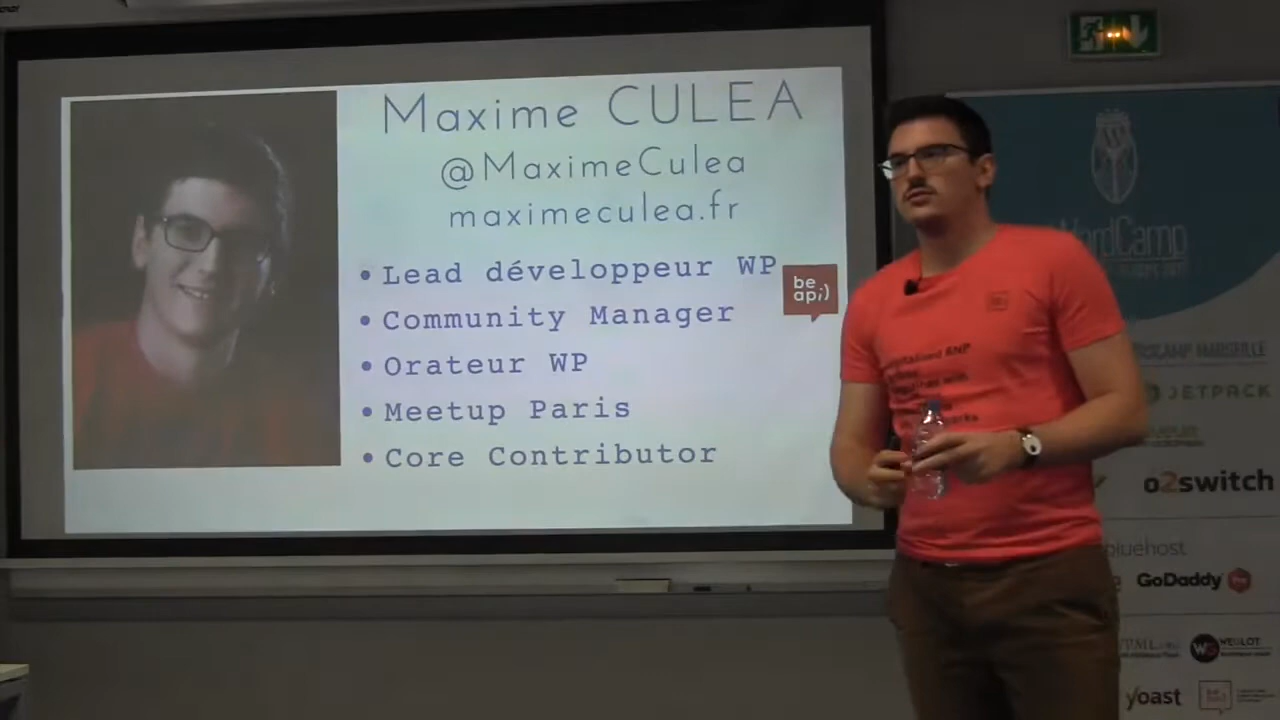 Maxime CULEA
@MaximeCulea
maximeculea.fr
• Lead développeur WP
be
api)
• Community Manager
• Orateur WP
• Meetup Paris
• Core Contributor
WordCamp
JETPACK
o2switch
bluehost
GoDaddy
yoast